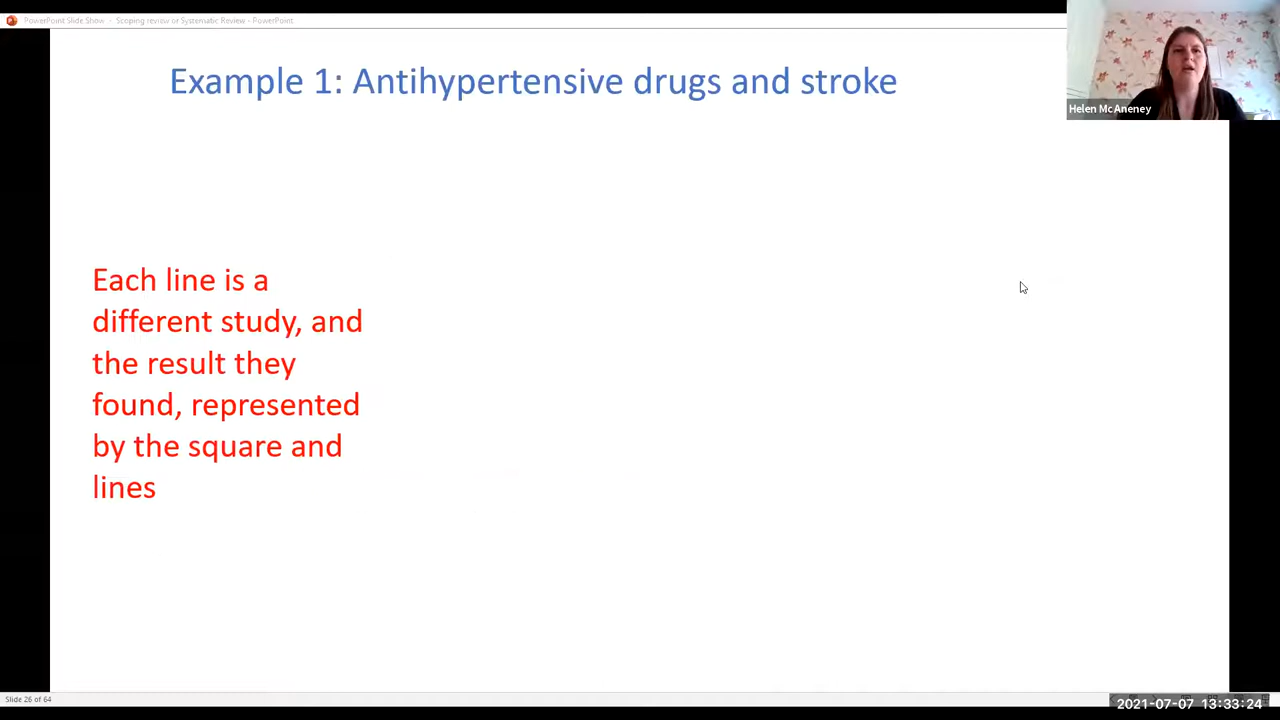 PowerPoint Slide Show - Scoping review or Systematic Review - PowerPoint
Example 1: Antihypertensive drugs and stroke
Helen Mc Aneney
Each line is a
different study, and
the result they
found, represented
by the square and
lines
Slide 26 of 64
2021-07-07 13:33:24